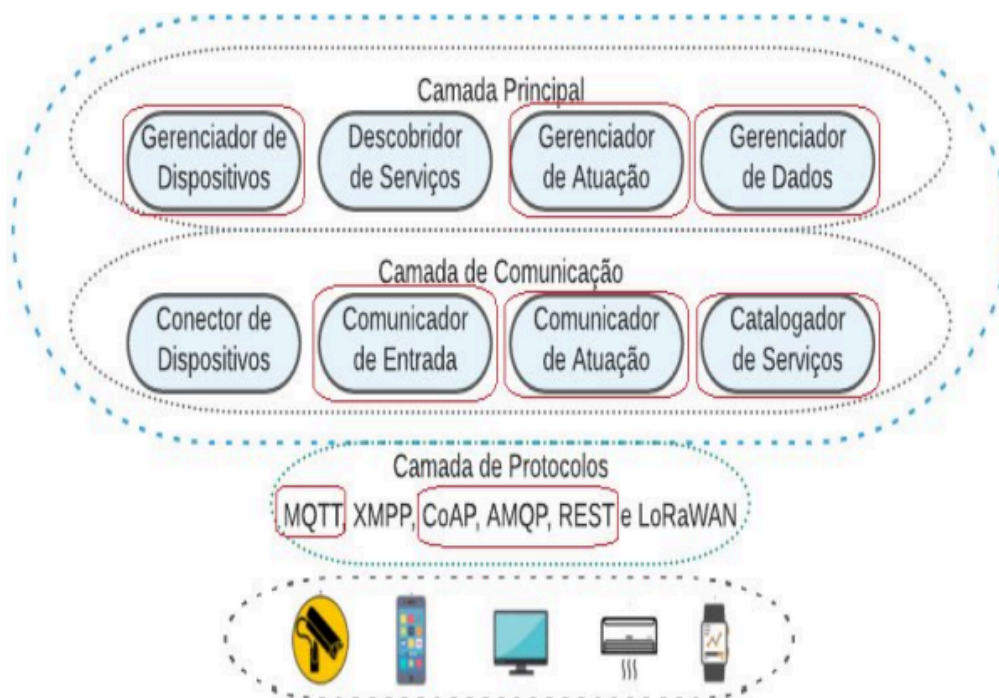 Camada Principal
Gerenciador de
Dispositivos
Descobridor
de Serviços
Gerenciador
de Atuação
Gerenciador
de Dados
Camada de Comunicação
Conector de
Dispositivos
Comunicador
de Entrada
Comunicador
de Atuação
Catalogador
de Serviços
Camada de Protocolos
MQTT, XMPP, CoAP, AMQP, REST e LoRaWAN